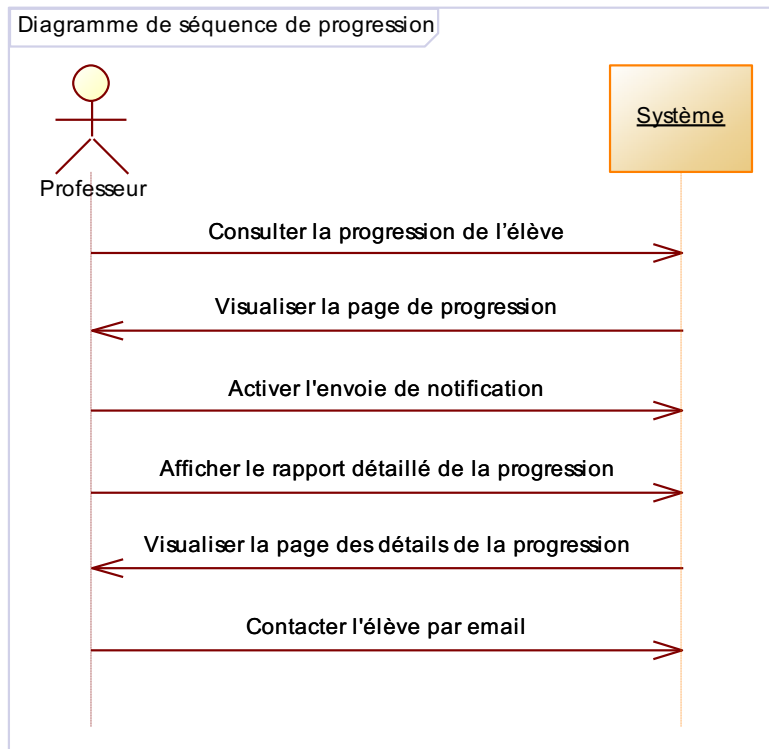 Diagramme de séquence de progression
Système
Professeur
Consulter la progression de l’élève
Visualiser la page de progression
Activer l'envoie de notification
Afficher le rapport détaillé de la progression
Visualiser la page des détails de la progression
Contacter l'élève par email